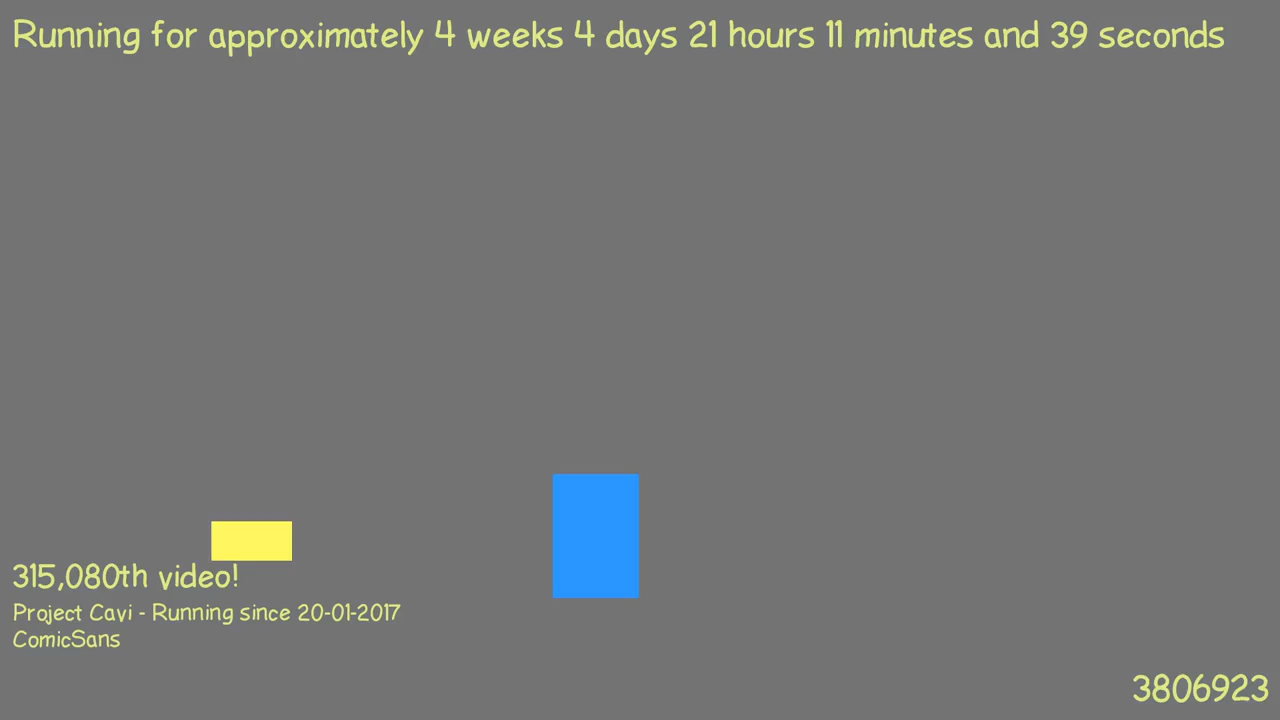 Running for approximately 4 weeks 4 days 21 hours 11 minutes and 39 seconds
315,080th video!
Project Cavi - Running since 20-01-2017
ComicSans
3806923